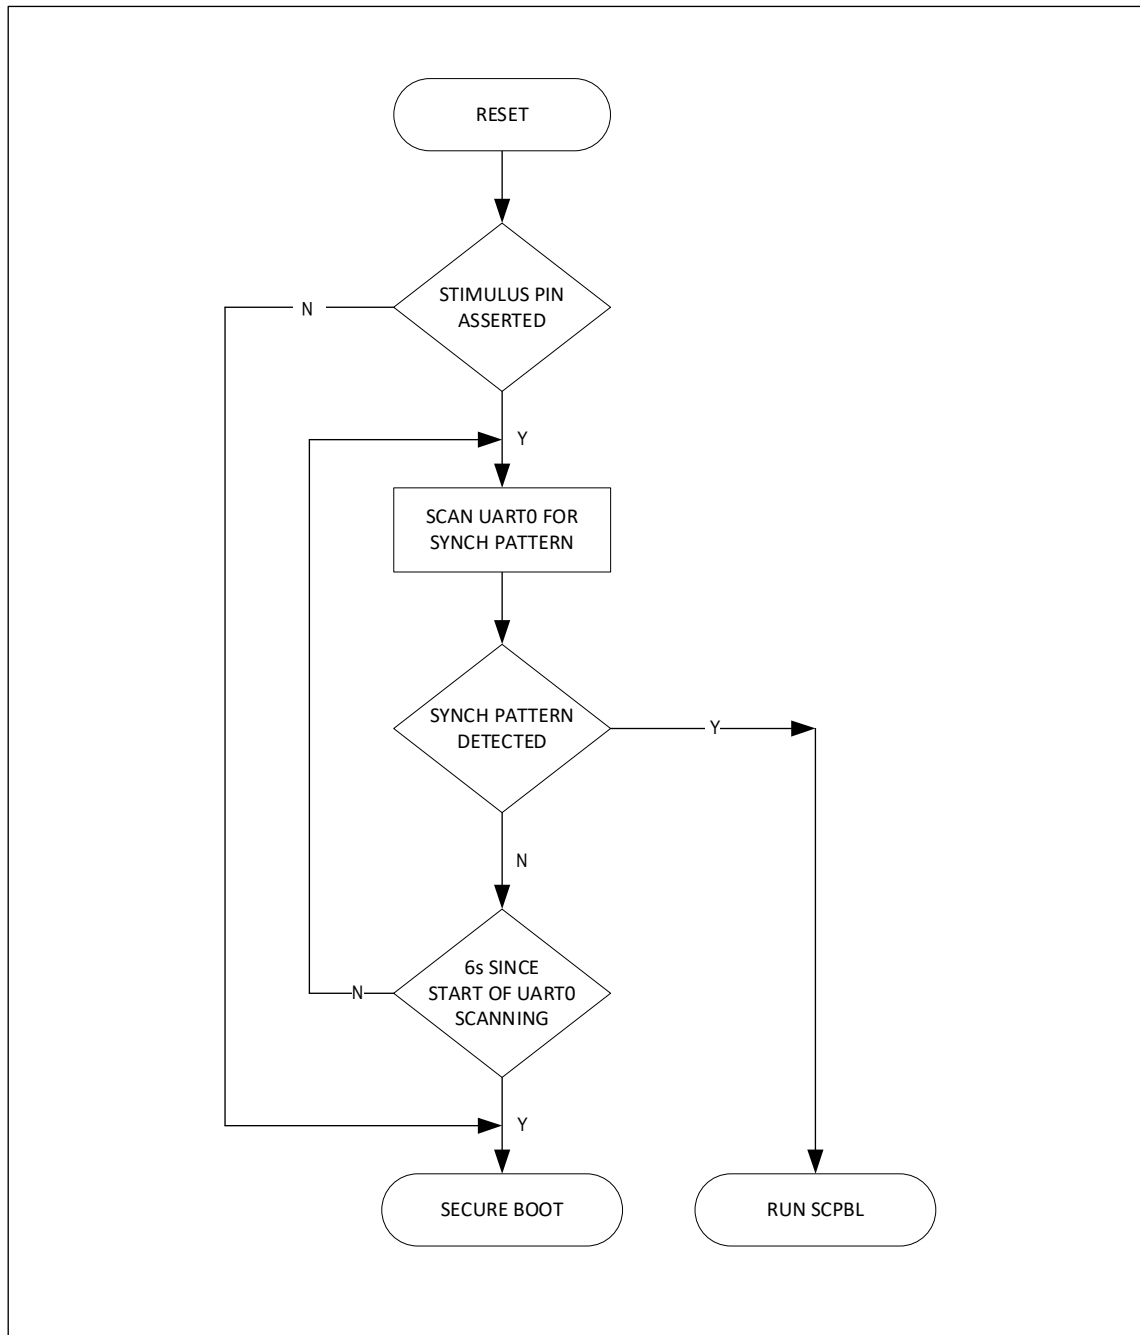 RESET
STIMULUS PIN
ASSERTED
N
Y
SCAN UART0 FOR
SYNCH PATTERN
SYNCH PATTERN
DETECTED
Y
N
6s SINCE
START OF UART0
SCANNING
N
Y
SECURE BOOT
RUN SCPBL